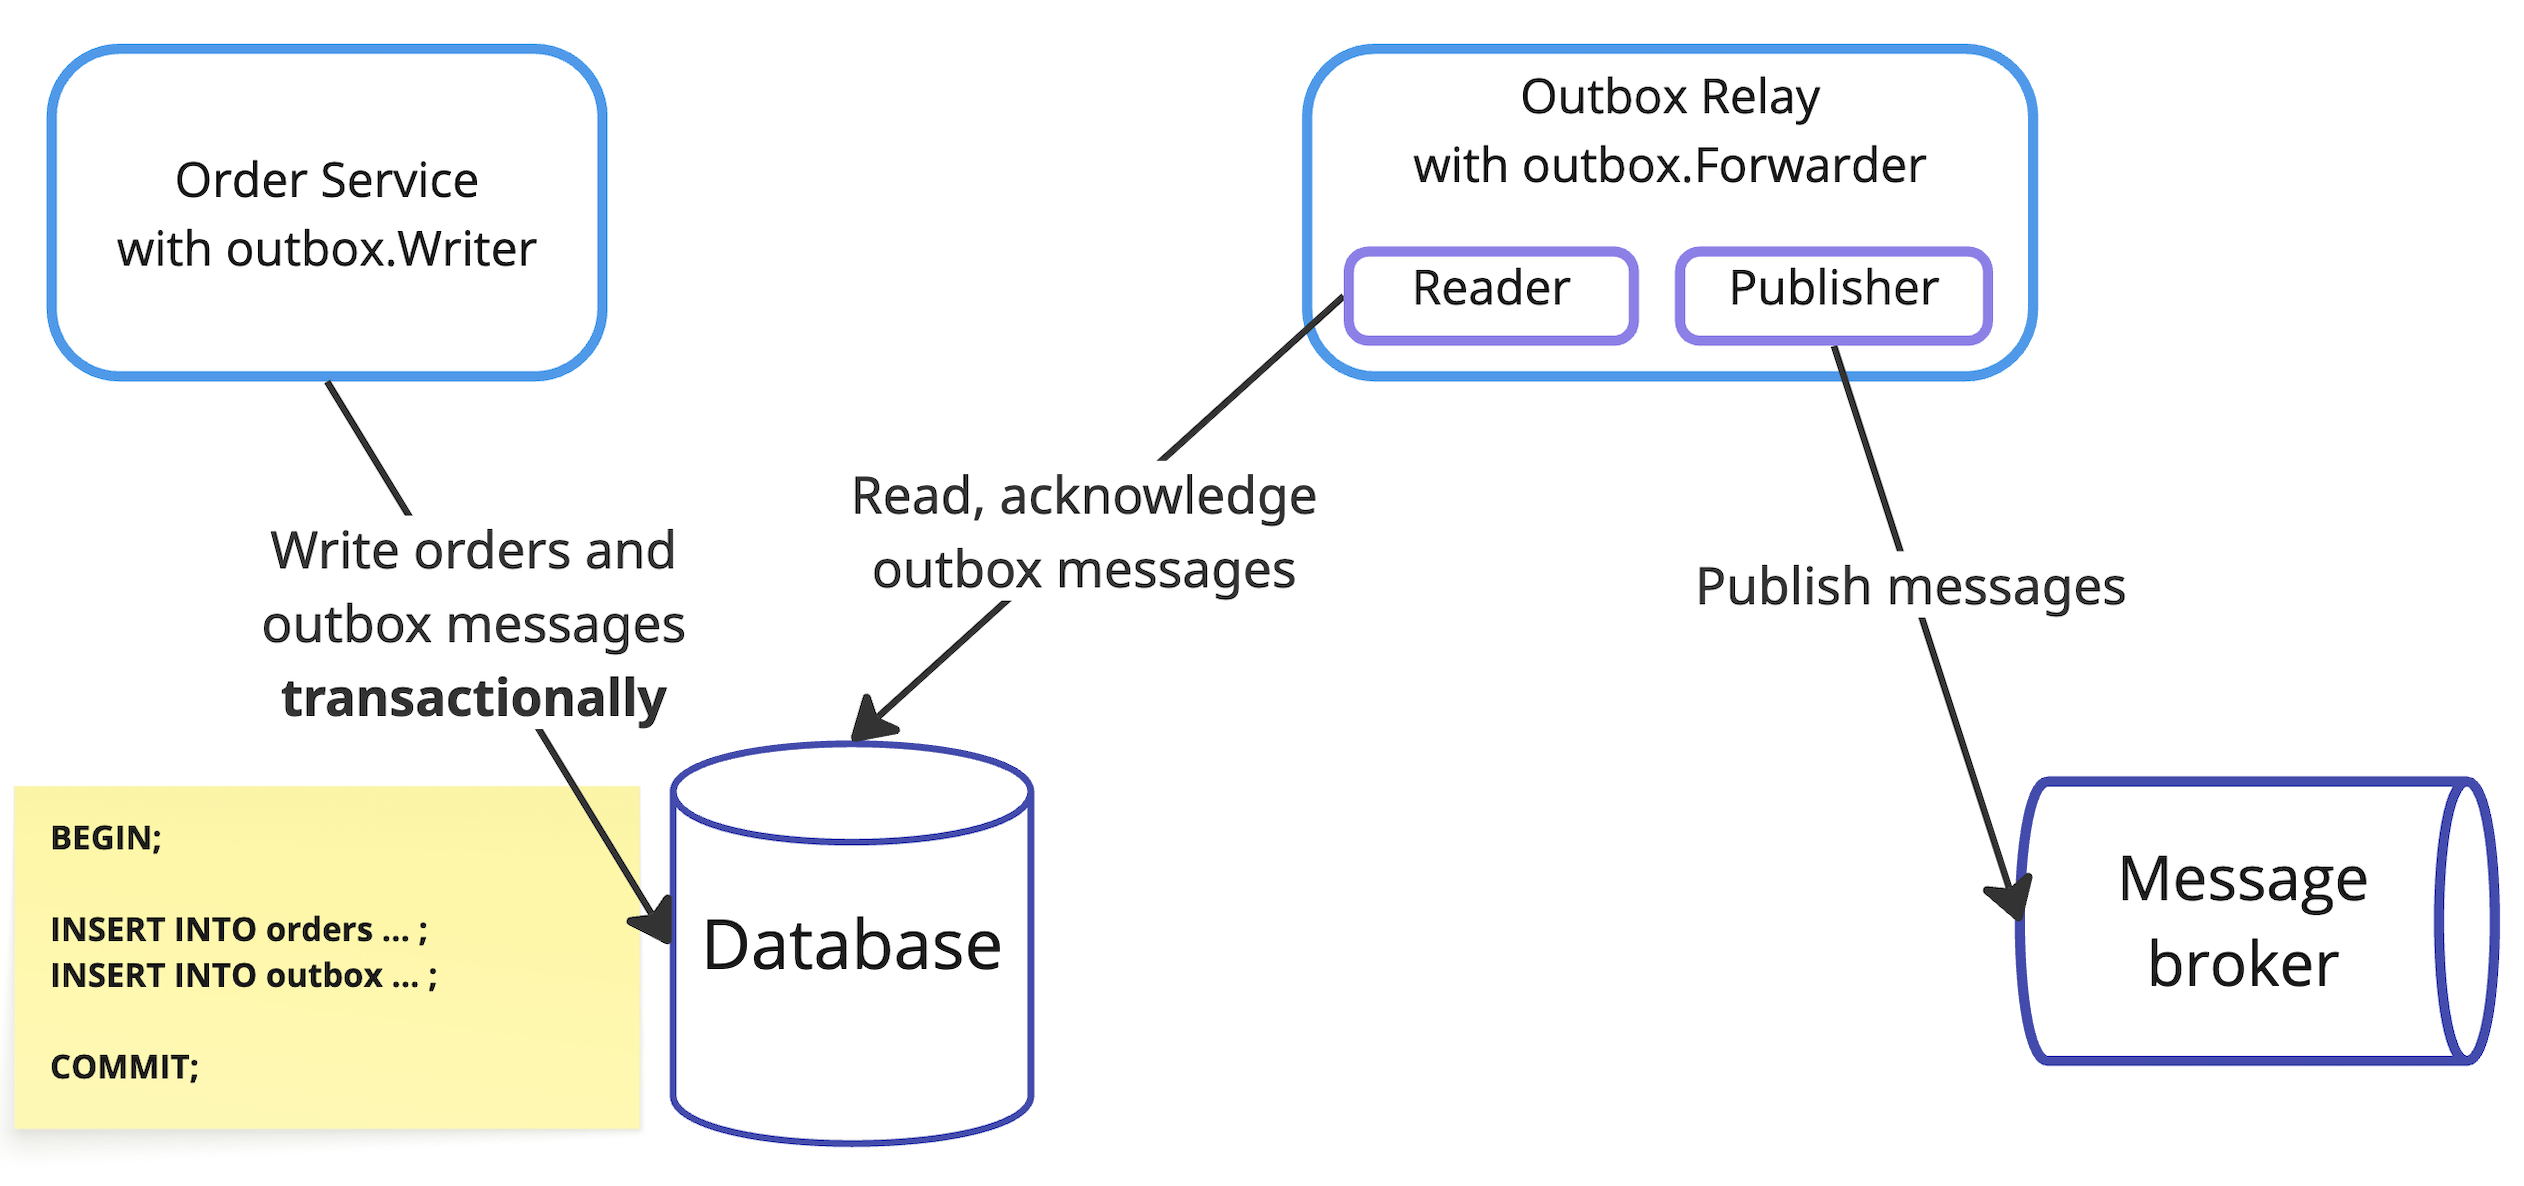 Order Service
with outbox.Writer
Outbox Relay
with outbox.Forwarder
Reader
Publisher
Write orders and
outbox messages
transactionally
Read, acknowledge
outbox messages
Publish messages
BEGIN;
INSERT INTO orders ... ;
INSERT INTO outbox ... ;
COMMIT;
Database
Message
broker